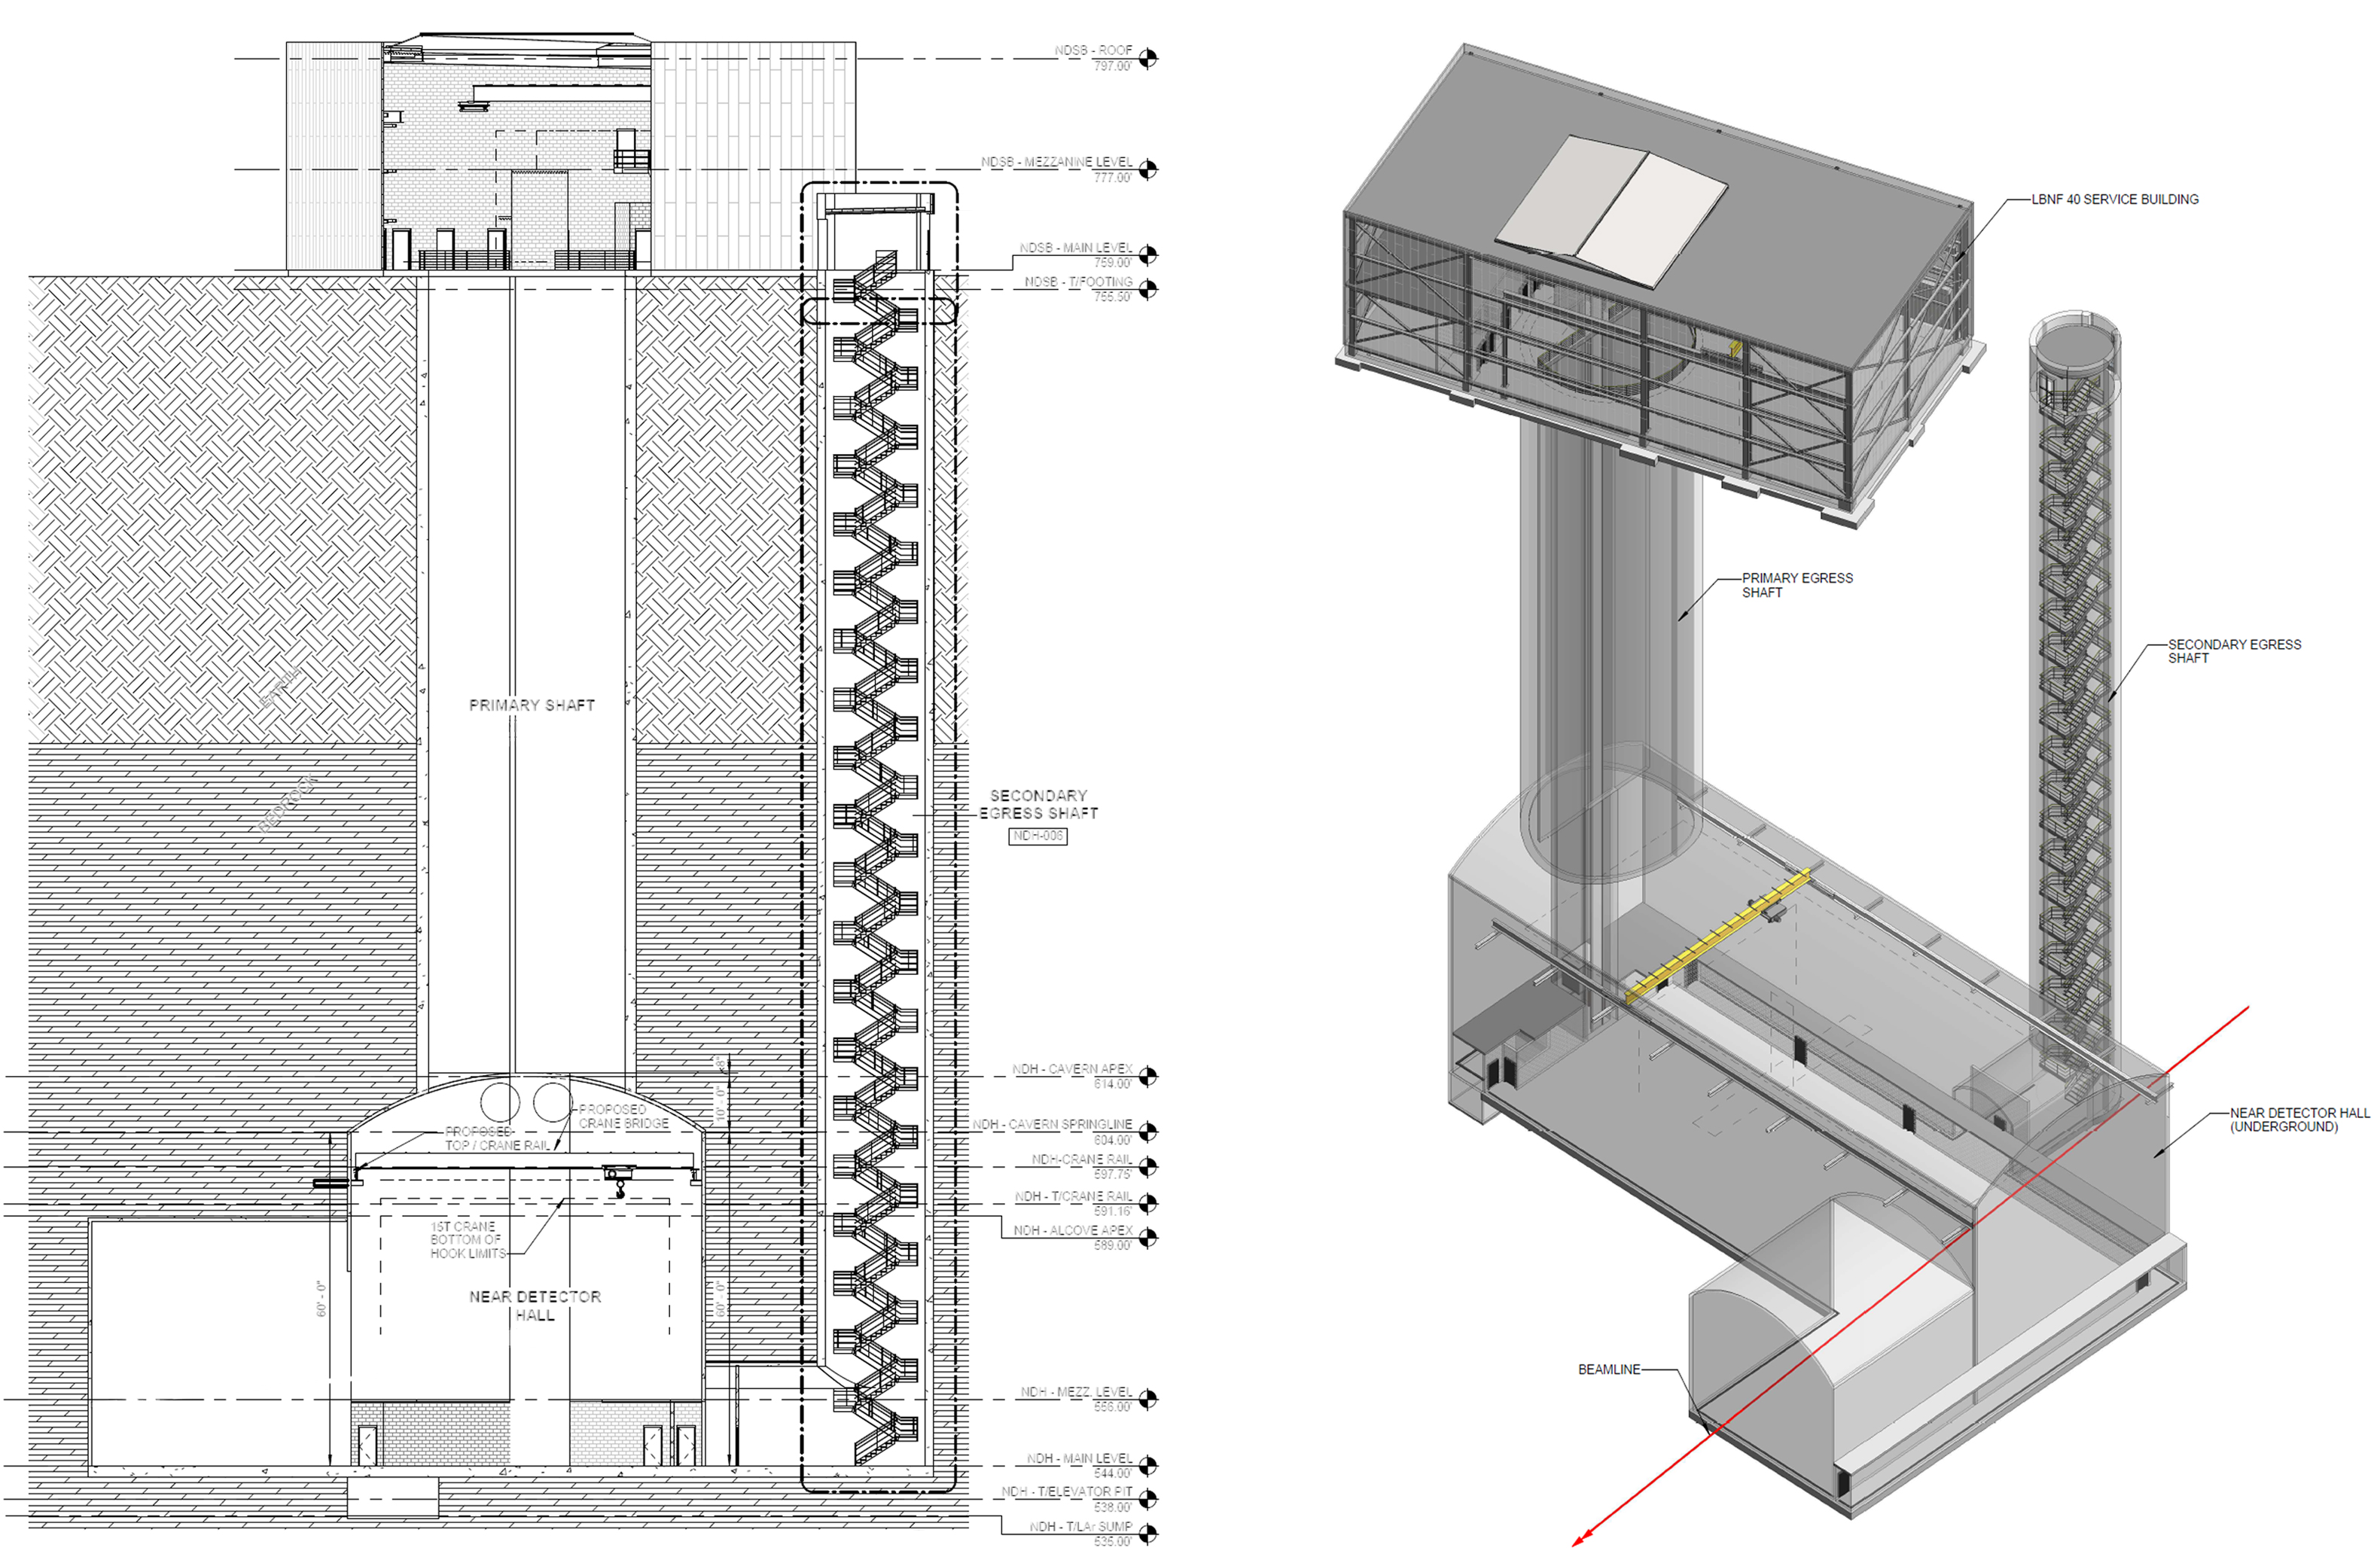 NDSB - ROOF
797.00'
NDSB - MEZZANINE LEVEL
777.00'
NDSB - MAIN LEVEL
759.00'
NDSB - T/FOOTING
755.50'
EARTH
PRIMARY SHAFT
BEDROCK
SECONDARY
EGRESS SHAFT
NDH-006
NDH - CAVERN APEX
614.00'
10' - 0"
PROPOSED
CRANE BRIDGE
NDH - CAVERN SPRINGLINE
604.00'
PROPOSED
TOP / CRANE RAIL
NDH-CRANE RAIL
597.75'
NDH - T/CRANE RAIL
591.16'
15T CRANE
BOTTOM OF
HOOK LIMITS
NDH - ALCOVE APEX
589.00'
60' - 0"
60' - 0"
NEAR DETECTOR
HALL
NDH - MEZZ. LEVEL
556.00'
NDH - MAIN LEVEL
544.00'
NDH - T/ELEVATOR PIT
538.00'
NDH - T/LAr SUMP
535.00'
LBNF 40 SERVICE BUILDING
PRIMARY EGRESS
SHAFT
SECONDARY EGRESS
SHAFT
NEAR DETECTOR HALL
(UNDERGROUND)
BEAMLINE